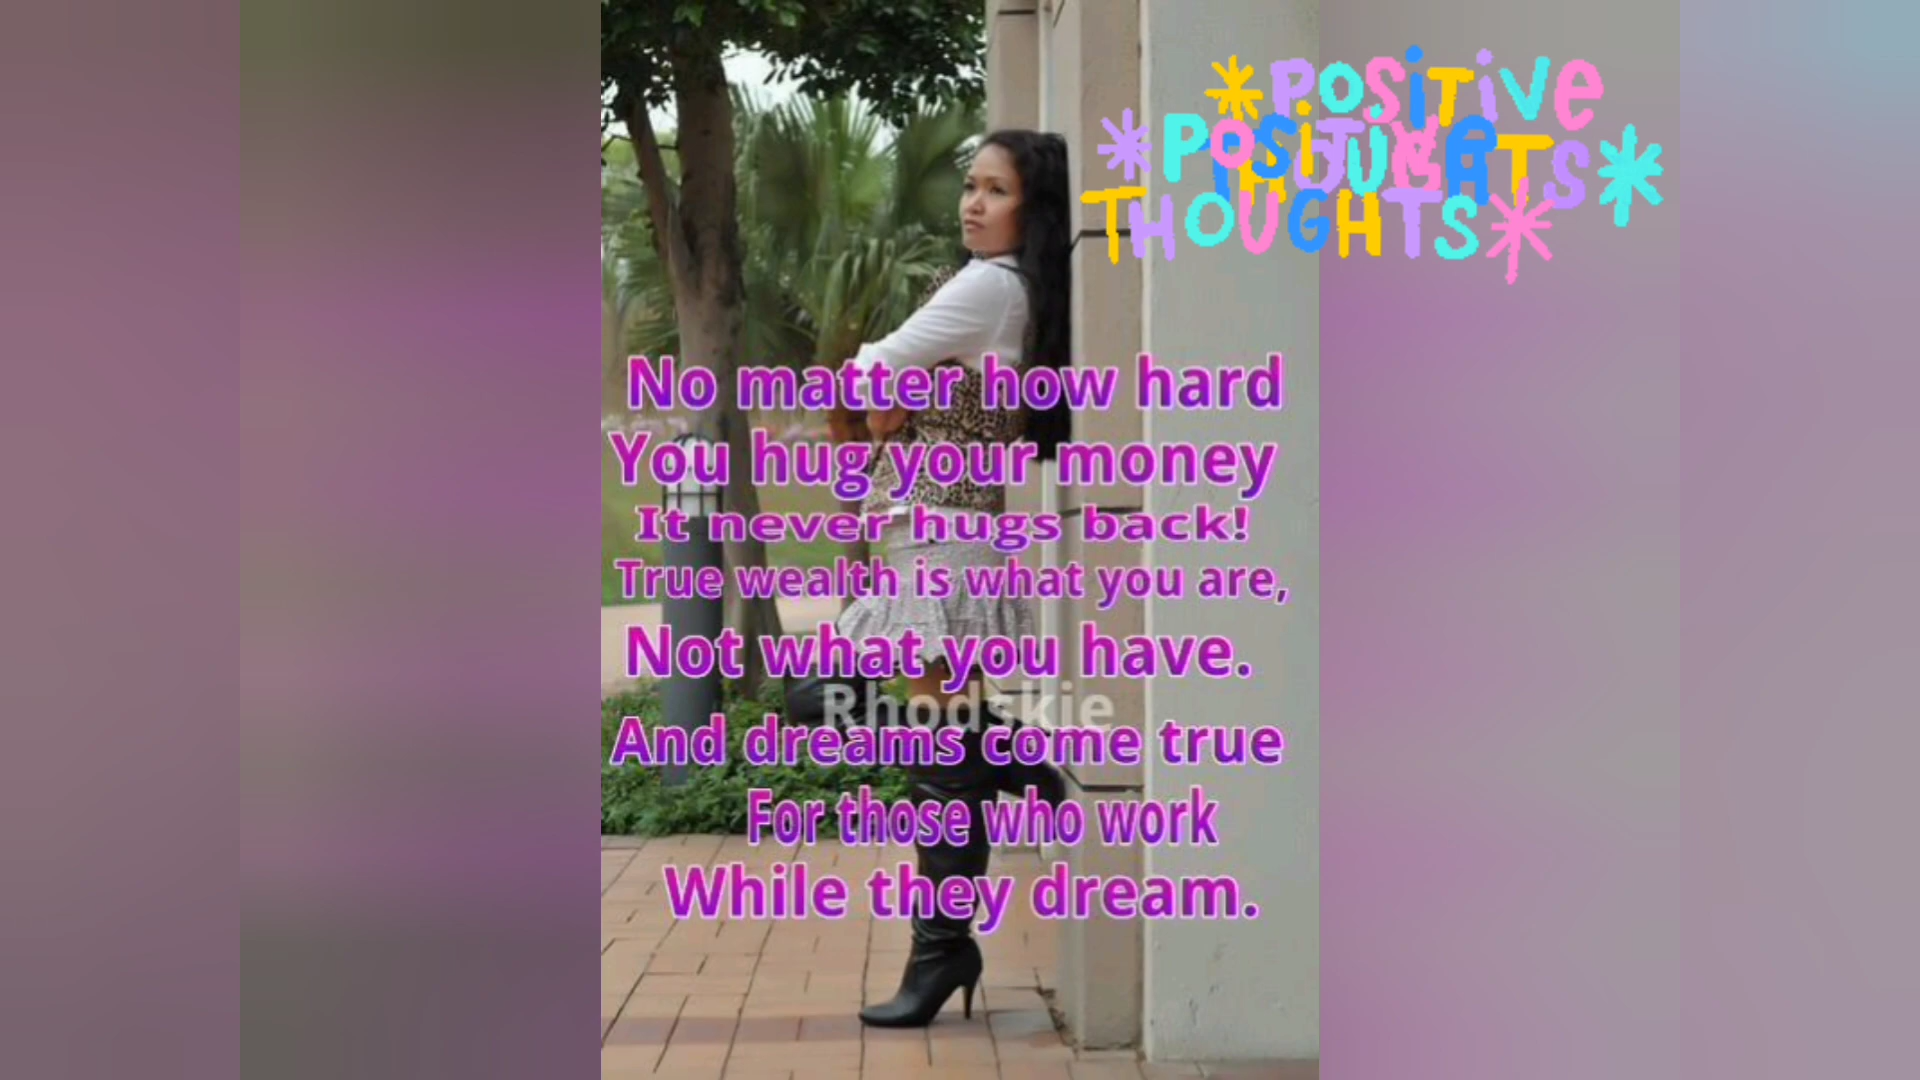 *POSITIVE
THOUGHTS*
*POSITIVE
THOUGHTS*
No matter how hard
You hug your money
It never hugs back!
True wealth is what you are,
Not what you have.
Rhodskie
And dreams come true
For those who work
While they dream.